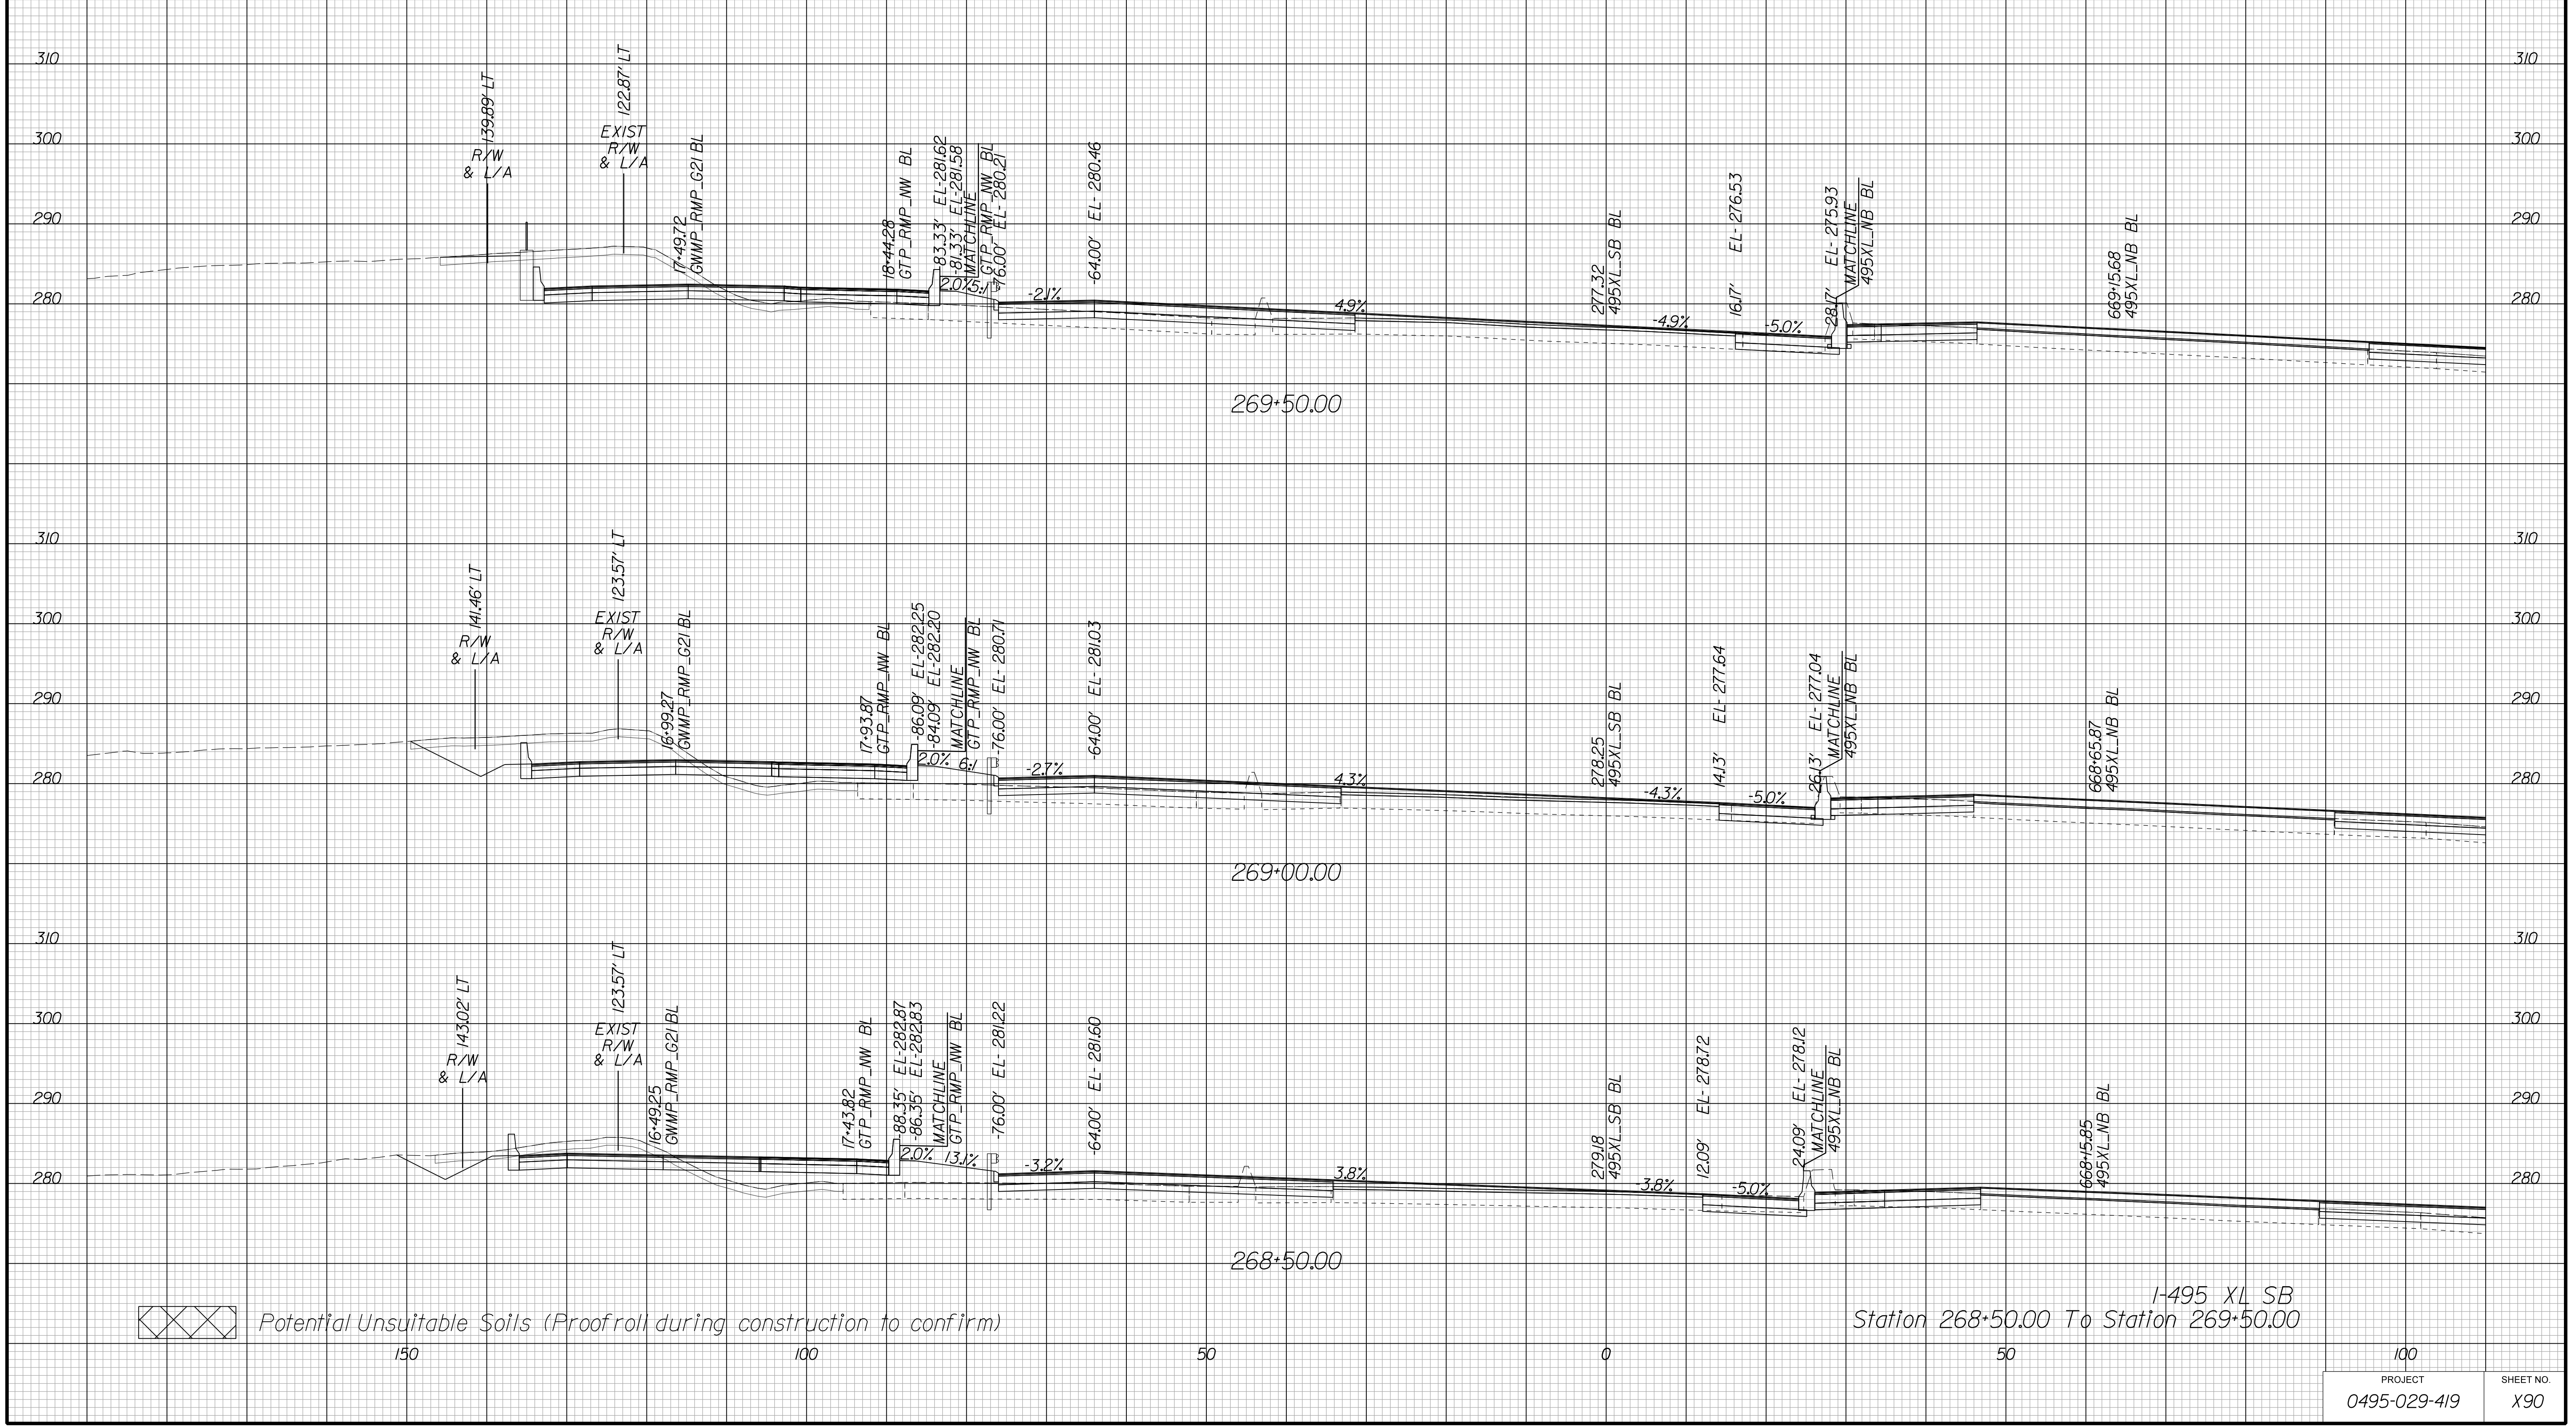 310
310
300
300
290
290
280
280
139.89' LT
R/W
& L/A
122.87' LT
EXIST
R/W
& L/A
17+49.72
GWMP_RMP_G21 BL
18+44.28
GTP_RMP_NW BL
-83.33' EL-281.62
-81.33' EL-281.58
MATCHLINE
GTP_RMP_NW BL
-76.00' EL- 280.21
-64.00' EL- 280.46
277.32
495XL_SB BL
16.17' EL- 276.53
28.17' EL- 275.93
MATCHLINE
495XL_NB BL
669+15.68
495XL_NB BL
2.0%
5:1
-2.1%
4.9%
-4.9%
-5.0%
269+50.00
310
310
300
300
290
290
280
280
141.46' LT
R/W
& L/A
123.57' LT
EXIST
R/W
& L/A
16+99.27
GWMP_RMP_G21 BL
17+93.87
GTP_RMP_NW BL
-86.09' EL-282.25
-84.09' EL-282.20
MATCHLINE
GTP_RMP_NW BL
-76.00' EL- 280.71
-64.00' EL- 281.03
278.25
495XL_SB BL
14.13' EL- 277.64
26.13' EL- 277.04
MATCHLINE
495XL_NB BL
668+65.87
495XL_NB BL
2.0%
6:1
-2.7%
4.3%
-4.3%
-5.0%
269+00.00
310
310
300
300
290
290
280
280
143.02' LT
R/W
& L/A
123.57' LT
EXIST
R/W
& L/A
16+49.25
GWMP_RMP_G21 BL
17+43.82
GTP_RMP_NW BL
-88.35' EL-282.87
-86.35' EL-282.83
MATCHLINE
GTP_RMP_NW BL
-76.00' EL- 281.22
-64.00' EL- 281.60
279.18
495XL_SB BL
12.09' EL- 278.72
24.09' EL- 278.12
MATCHLINE
495XL_NB BL
668+15.85
495XL_NB BL
2.0%
13.1%
-3.2%
3.8%
-3.8%
-5.0%
268+50.00
Potential Unsuitable Soils (Proofroll during construction to confirm)
I-495 XL SB
Station 268+50.00 To Station 269+50.00
150
100
50
0
50
100
PROJECT
0495-029-419
SHEET NO.
X90